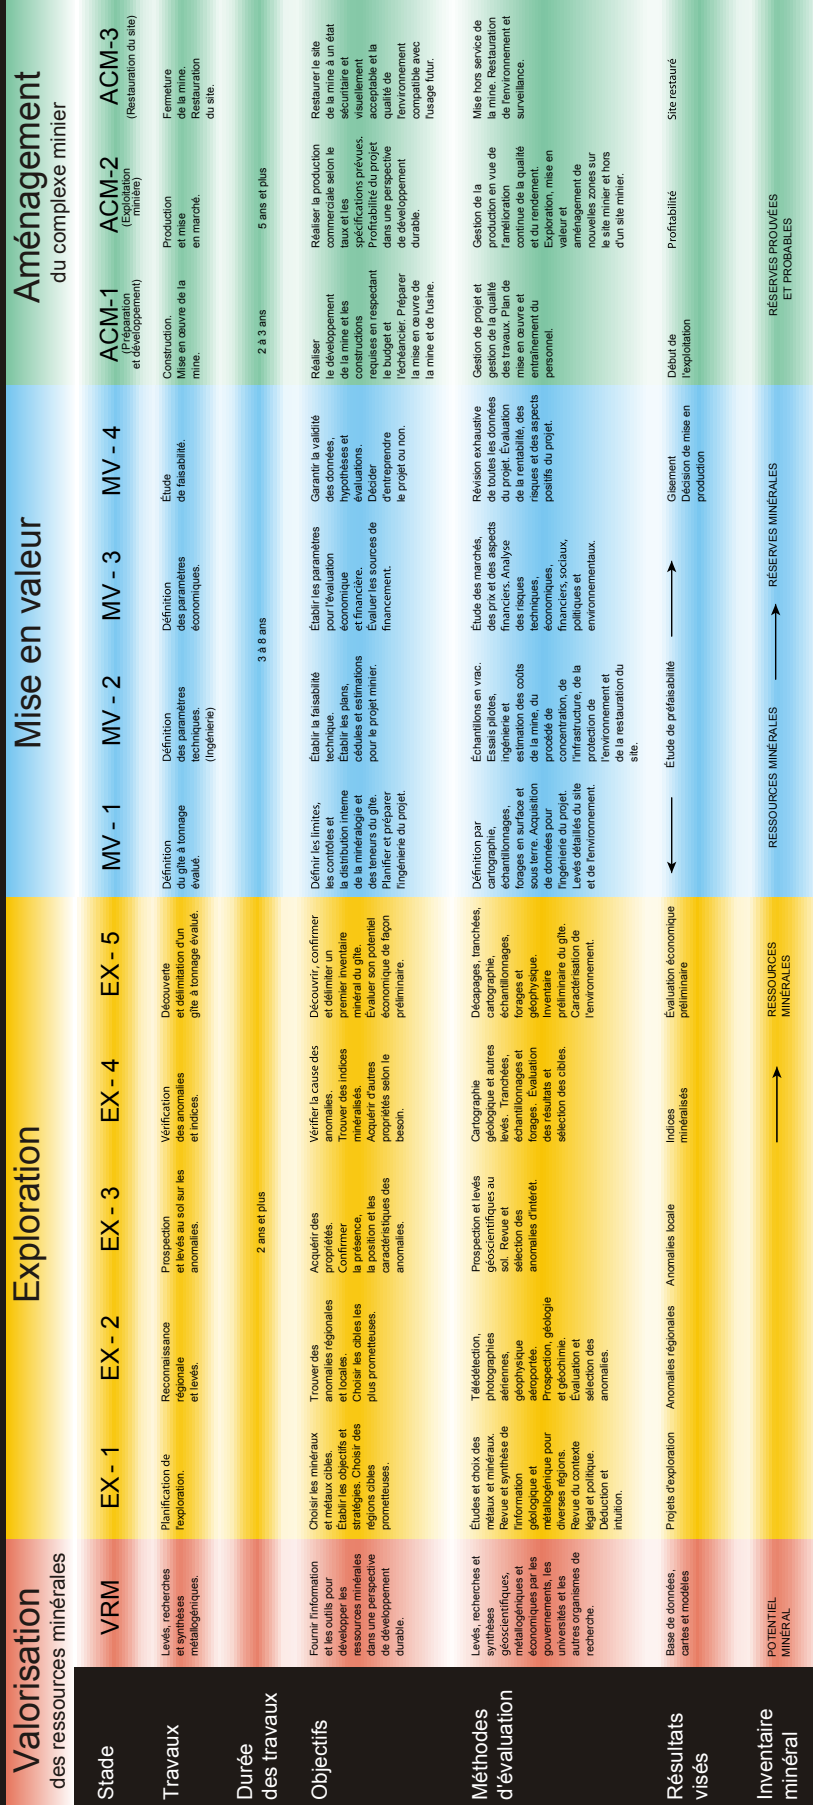 Valorisation
des ressources minérales
Exploration
Mise en valeur
Aménagement
du complexe minier
Stade
VRM
EX - 1
EX - 2
EX - 3
EX - 4
EX - 5
MV - 1
MV - 2
MV - 3
MV - 4
ACM-1
(Préparation
et développement)
ACM-2
(Exploitation
minière)
ACM-3
(Restauration du site)
Travaux
Levés, recherches
et synthèses
métallogéniques.
Planification de
l'exploration.
Reconnaissance
régionale
et levés.
Prospection
et levés au sol sur les
anomalies.
Vérification
des anomalies
et indices.
Découverte
et délimitation d'un
gîte à tonnage évalué.
Définition
du gîte à tonnage
évalué.
Définition
des paramètres
techniques.
(Ingénierie)
Définition
des paramètres
économiques.
Étude
de faisabilité.
Construction.
Mise en œuvre de la
mine.
Production
et mise
en marché.
Fermeture
de la mine.
Restauration
du site.
Durée
des travaux
2 ans et plus
3 à 8 ans
2 à 3 ans
5 ans et plus
Objectifs
Fournir l'information
et les outils pour
développer les
ressources minérales
dans une perspective
de développement
durable.
Choisir les minéraux
et métaux cibles.
Établir les objectifs et
stratégies. Choisir des
régions cibles
prometteuses.
Trouver des
anomalies régionales
et locales.
Choisir les cibles les
plus prometteuses.
Acquérir des
propriétés.
Confirmer
la présence,
la position et les
caractéristiques des
anomalies.
Vérifier la cause des
anomalies.
Trouver des indices
minéralisés.
Acquérir d'autres
propriétés selon le
besoin.
Découvrir, confirmer
et délimiter un
premier inventaire
minéral du gîte.
Évaluer son potentiel
économique de façon
préliminaire.
Définir les limites,
les contrôles et
la distribution interne
de la minéralogie et
des teneurs du gîte.
Planifier et préparer
l'ingénierie du projet.
Établir la faisabilité
technique.
Établir les plans,
cédules et estimations
pour le projet minier.
Établir les paramètres
pour l'évaluation
économique
et financière.
Évaluer les sources de
financement.
Garantir la validité
des données,
hypothèses et
évaluations.
Décider
d'entreprendre
le projet ou non.
Réaliser
le développement
de la mine et les
constructions
requises en respectant
le budget et
l'échéancier. Préparer
la mise en œuvre de
la mine et de l'usine.
Réaliser la production
commerciale selon le
taux et les
spécifications prévues.
Profitabilité du projet
dans une perspective
de développement
durable.
Restaurer le site
de la mine à un état
sécuritaire et
visuellement
acceptable et la
qualité de
l'environnement
compatible avec
l'usage futur.
Méthodes
d'évaluation
Levés, recherches et
synthèses
géoscientifiques,
métallogéniques et
économiques par les
gouvernements, les
universités et les
autres organismes de
recherche.
Études et choix des
métaux et minéraux.
Revue et synthèse de
l'information
géologique et
métallogénique pour
diverses régions.
Revue du contexte
légal et politique.
Déduction et
intuition.
Télédétection,
photographies
aériennes,
géophysique
aéroportée.
Prospection, géologie
et géochimie.
Évaluation et
sélection des
anomalies.
Prospection et levés
géoscientifiques au
sol. Revue et
sélection des
anomalies d'intérêt.
Cartographie
géologique et autres
levés. Tranchées,
échantillonnages et
forages. Évaluation
des résultats et
sélection des cibles.
Décapages, tranchées,
cartographie,
échantillonnages,
forages et
géophysique.
Inventaire
préliminaire du gîte.
Caractérisation de
l'environnement.
Définition par
cartographie,
échantillonnages,
forages en surface et
sous terre. Acquisition
de données pour
l'ingénierie du projet.
Levés détaillés du site
et de l'environnement.
Échantillons en vrac.
Essais pilotes,
ingénierie et
estimation des coûts
de la mine, du
procédé de
concentration, de
l'infrastructure, de la
protection de
l'environnement et
de la restauration du
site.
Étude des marchés,
des prix et des aspects
financiers. Analyse
des risques
techniques,
économiques,
financiers, sociaux,
politiques et
environnementaux.
Révision exhaustive
de toutes les données
du projet. Évaluation
de la rentabilité, des
risques et des aspects
positifs du projet.
Gestion de projet et
gestion de la qualité
des travaux. Plan de
mise en œuvre et
entraînement du
personnel.
Gestion de la
production en vue de
l'amélioration
continue de la qualité
et du rendement.
Exploration, mise en
valeur et
aménagement de
nouvelles zones sur
le site minier et hors
d'un site minier.
Mise hors service de
la mine. Restauration
de l'environnement et
surveillance.
Résultats
visés
Base de données,
cartes et modèles
Projets d'exploration
Anomalies régionales
Anomalies locale
Indices
minéralisés
Évaluation économique
préliminaire
Étude de préfaisabilité
Gisement
Décision de mise en
production
Début de
l'exploitation
Profitabilité
Site restauré
Inventaire
minéral
POTENTIEL
MINÉRAL
RESSOURCES
MINÉRALES
RESSOURCES MINÉRALES
RÉSERVES MINÉRALES
RÉSERVES PROUVÉES
ET PROBABLES